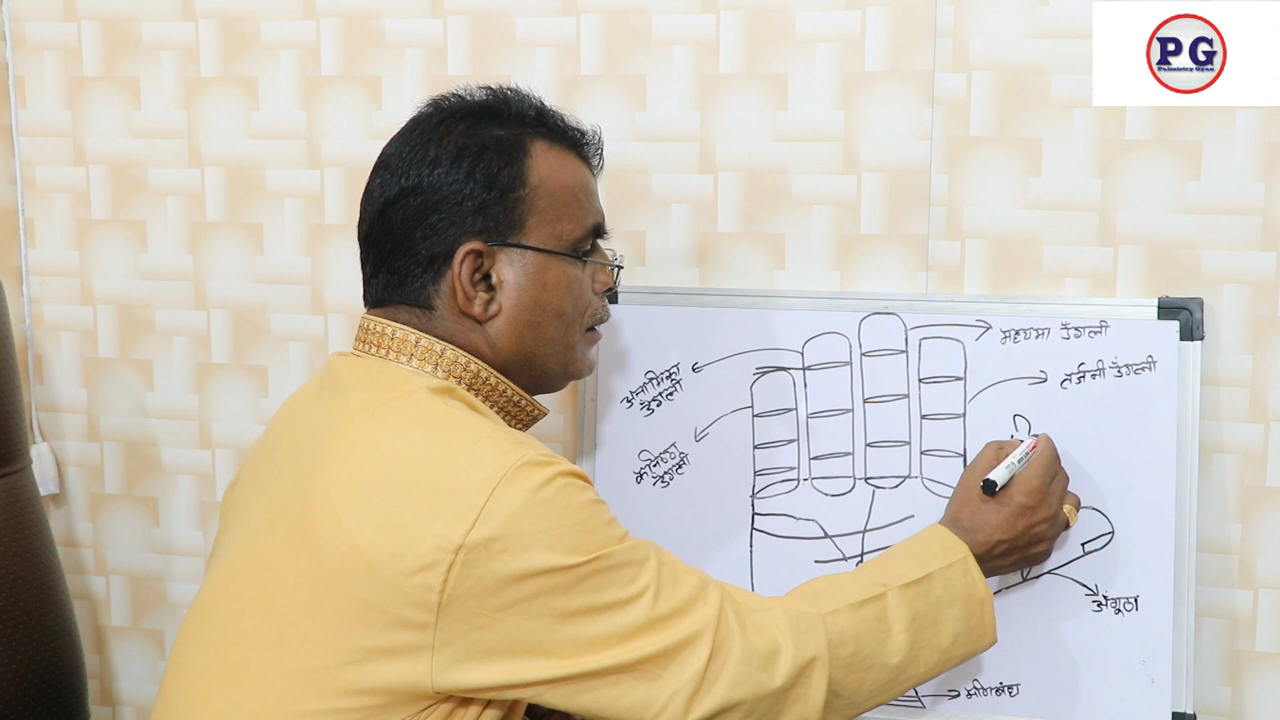 PG
Palmistry Gyan
मध्यमा उँगली
तर्जनी उँगली
अनामिका
उँगली
कनिष्ठा
उँगली
अंगूठा
मणिबंध